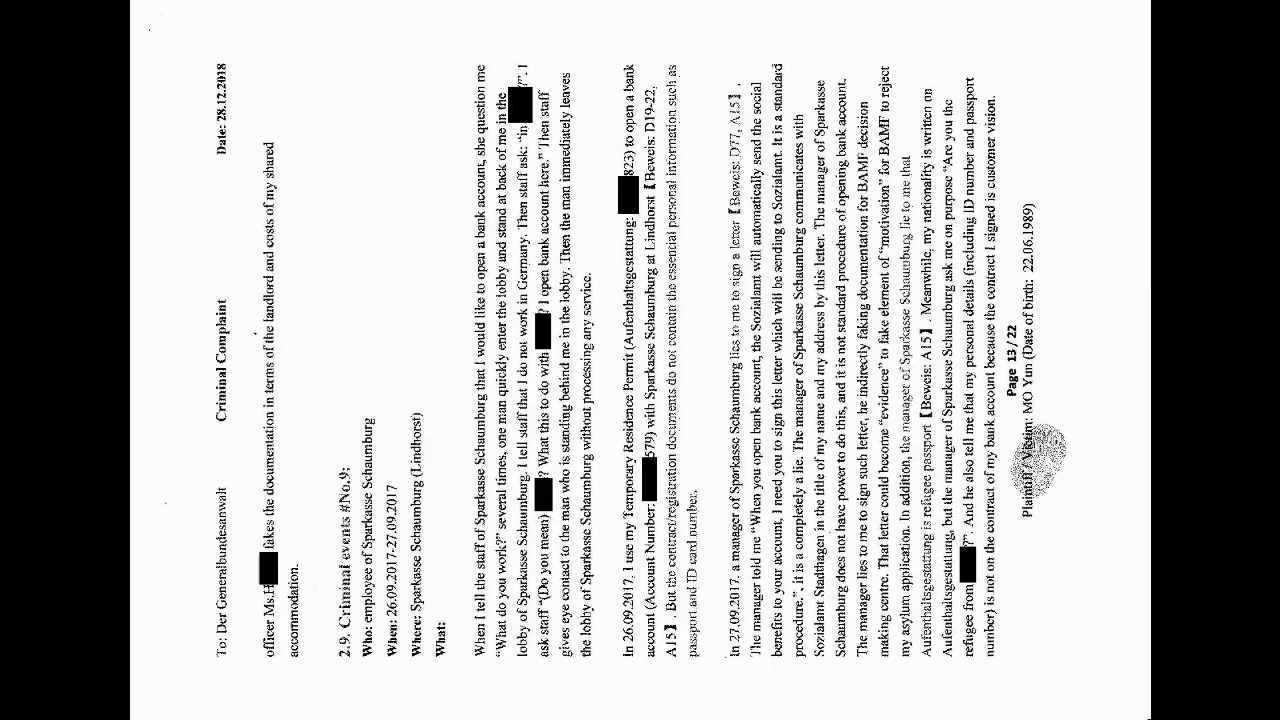 To: Der Generalbundesanwalt Criminal Complaint Date: 28.12.2018
officer Ms.H fakes the documentation in terms of the landlord and costs of my shared
accommodation.
2.9. Criminal events #No.9:
Who: employee of Sparkasse Schaumburg
When: 26.09.2017-27.09.2017
Where: Sparkasse Schaumburg (Lindhorst)
What:
When I tell the staff of Sparkasse Schaumburg that I would like to open a bank account, she question me
“What do you work?” several times, one man quickly enter the lobby and stand at back of me in the
lobby of Sparkasse Schaumburg. I tell staff that I do not work in Germany. Then staff ask: “in ?”. I
ask staff “(Do you mean) ? What this to do with ? I open bank account here.” Then staff
gives eye contact to the man who is standing behind me in the lobby. Then the man immediately leaves
the lobby of Sparkasse Schaumburg without processing any service.
In 26.09.2017, I use my Temporary Residence Permit (Aufenthaltsgestattung: 823) to open a bank
account (Account Number: 579) with Sparkasse Schaumburg at Lindhorst【Beweis: D19-22,
A151】. But the contract/registration documents do not contain the essential personal information such as
passport and ID card number.
In 27.09.2017, a manager of Sparkasse Schaumburg lies to me to sign a letter【Beweis: D77, A151】.
The manager told me “When you open bank account, the Sozialamt will automatically send the social
benefits to your account, I need you to sign this letter which will be sending to Sozialamt. It is a standard
procedure.”, it is a completely a lie. The manager of Sparkasse Schaumburg communicates with
Sozialamt Stadthagen in the title of my name and my address by this letter. The manager of Sparkasse
Schaumburg does not have power to do this, and it is not standard procedure of opening bank account.
The manager lies to me to sign such letter, he indirectly faking documentation for BAMF decision
making centre. That letter could become “evidence” to fake element of “motivation” for BAMF to reject
my asylum application. In addition, the manager of Sparkasse Schaumburg lie to me that
Aufenthaltsgestattung is refugee passport【Beweis: A151】. Meanwhile, my nationality is written on
Aufenthaltsgestattung, but the manager of Sparkasse Schaumburg ask me on purpose “Are you the
refugee from ?”. And he also tell me that my personal details (including ID number and passport
number) is not on the contract of my bank account because the contract I signed is customer vision.
Page 13 / 22
Plaintiff / Victim: MO Yun (Date of birth: 22.06.1989)